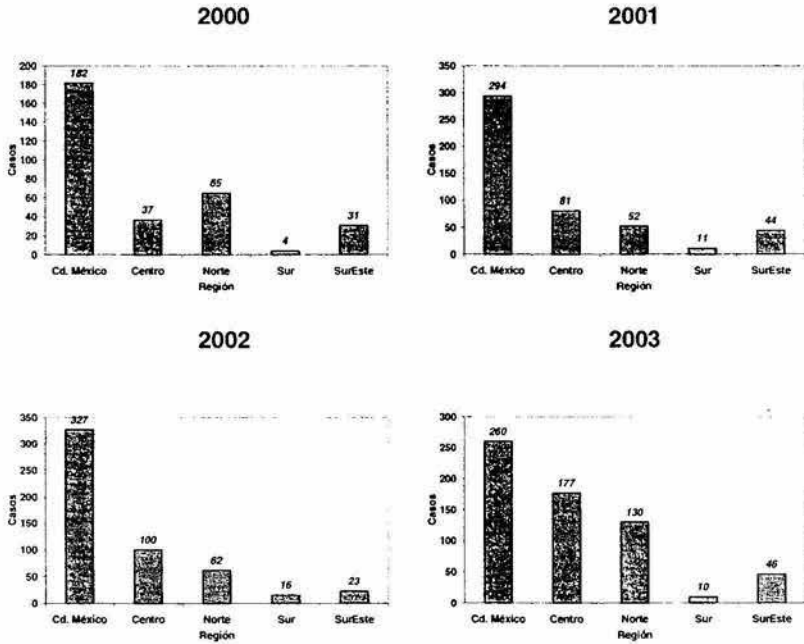 2000
200
180
160
140
120
100
80
60
40
20
0
Casos
182
37
65
4
31
Cd. México
Centro
Norte
Sur
SurEste
Región
2001
350
300
250
200
150
100
50
0
Casos
294
81
52
11
44
Cd. México
Centro
Norte
Sur
SurEste
Región
2002
350
300
250
200
150
100
50
0
Casos
327
100
62
16
23
Cd. México
Centro
Norte
Sur
SurEste
Región
2003
300
250
200
150
100
50
0
Casos
260
177
130
10
46
Cd. México
Centro
Norte
Sur
SurEste
Región